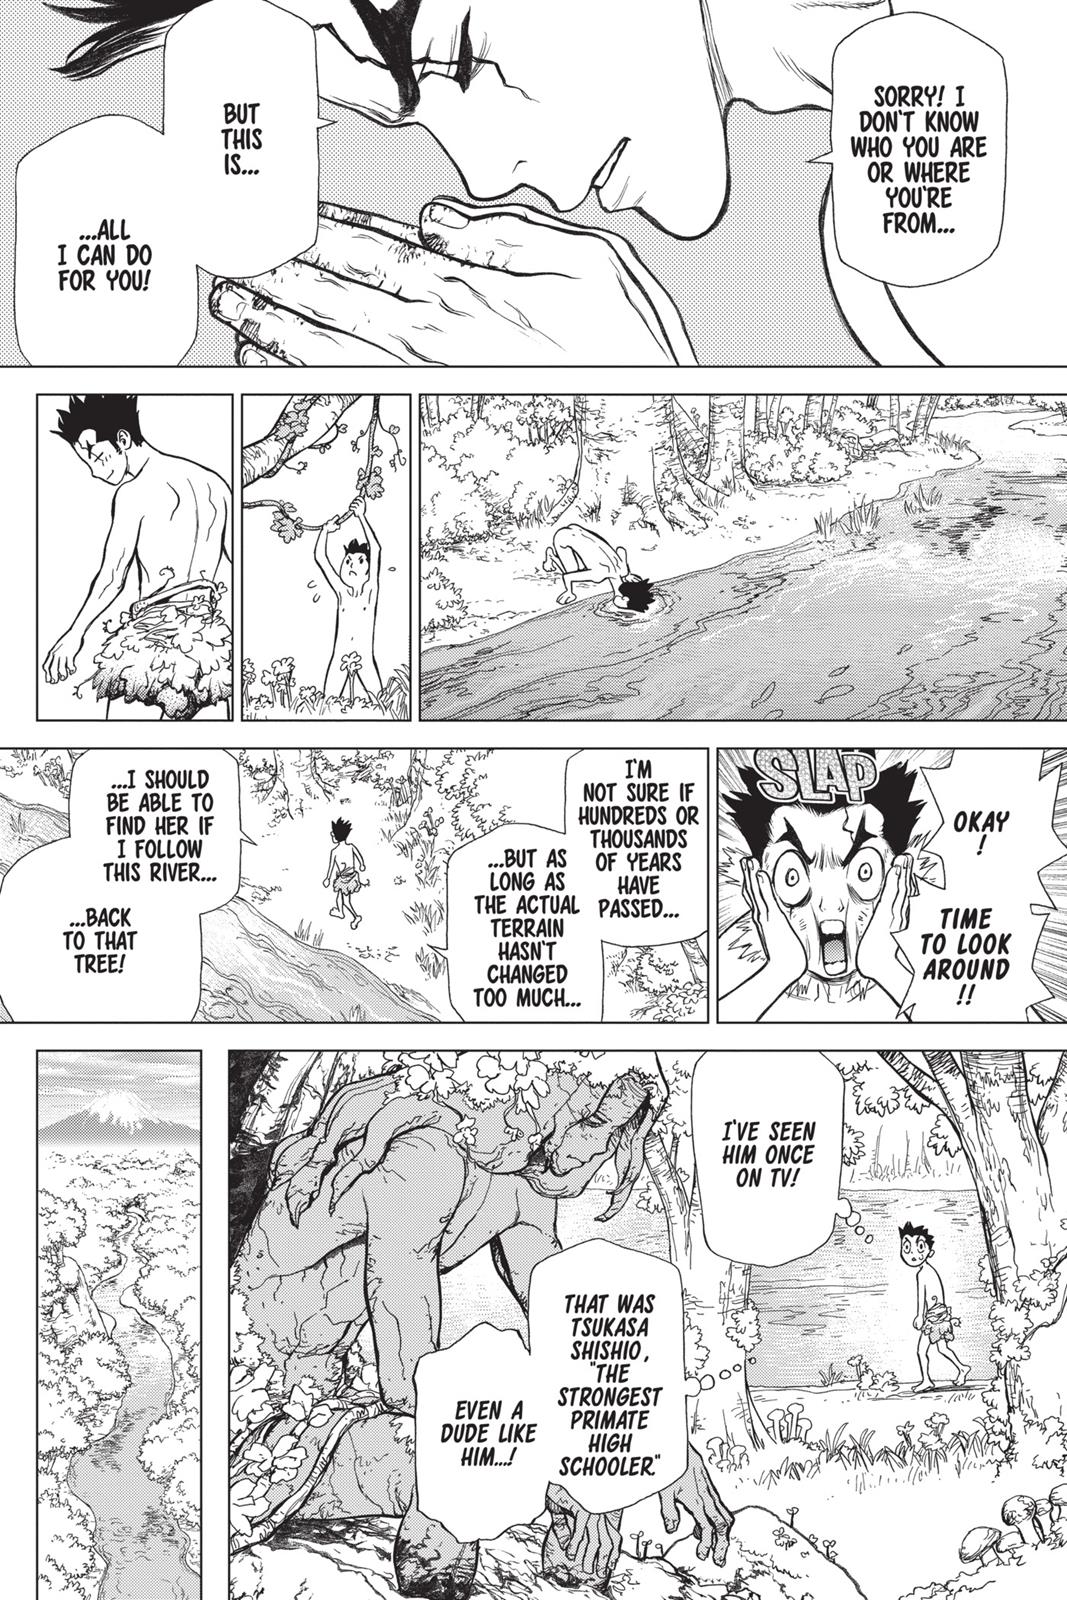 SORRY! I
DON'T KNOW
WHO YOU ARE
OR WHERE
YOU'RE
FROM...
BUT
THIS
IS...
...ALL
I CAN DO
FOR YOU!
SLAP
OKAY
!
TIME
TO LOOK
AROUND
!!
I'M
NOT SURE IF
HUNDREDS OR
THOUSANDS
OF YEARS
HAVE
PASSED...
...BUT AS
LONG AS
THE ACTUAL
TERRAIN
HASN'T
CHANGED
TOO MUCH...
...I SHOULD
BE ABLE TO
FIND HER IF
I FOLLOW
THIS RIVER...
...BACK
TO THAT
TREE!
I'VE SEEN
HIM ONCE
ON TV!
THAT WAS
TSUKASA
SHISHIO,
"THE
STRONGEST
PRIMATE
HIGH
SCHOOLER."
EVEN A
DUDE LIKE
HIM...!